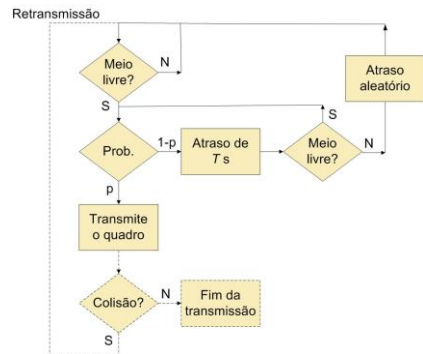 Retransmissão
Meio
livre?
N
S
Atraso
aleatório
Prob.
1-p
Atraso de
T s
Meio
livre?
S
N
p
Transmite
o quadro
Colisão?
N
Fim da
transmissão
S